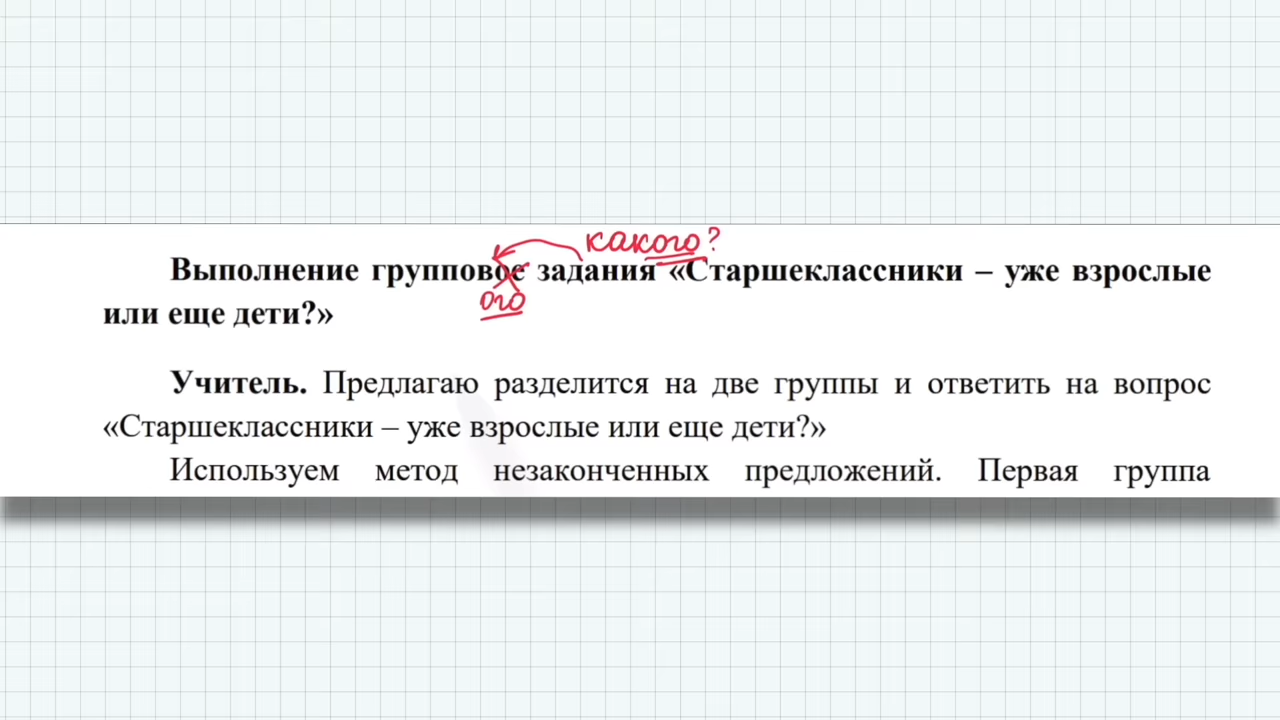 какого?
Выполнение групповое задания «Старшеклассники – уже взрослые
ого
или еще дети?»
Учитель. Предлагаю разделится на две группы и ответить на вопрос
«Старшеклассники – уже взрослые или еще дети?»
Используем метод незаконченных предложений. Первая группа